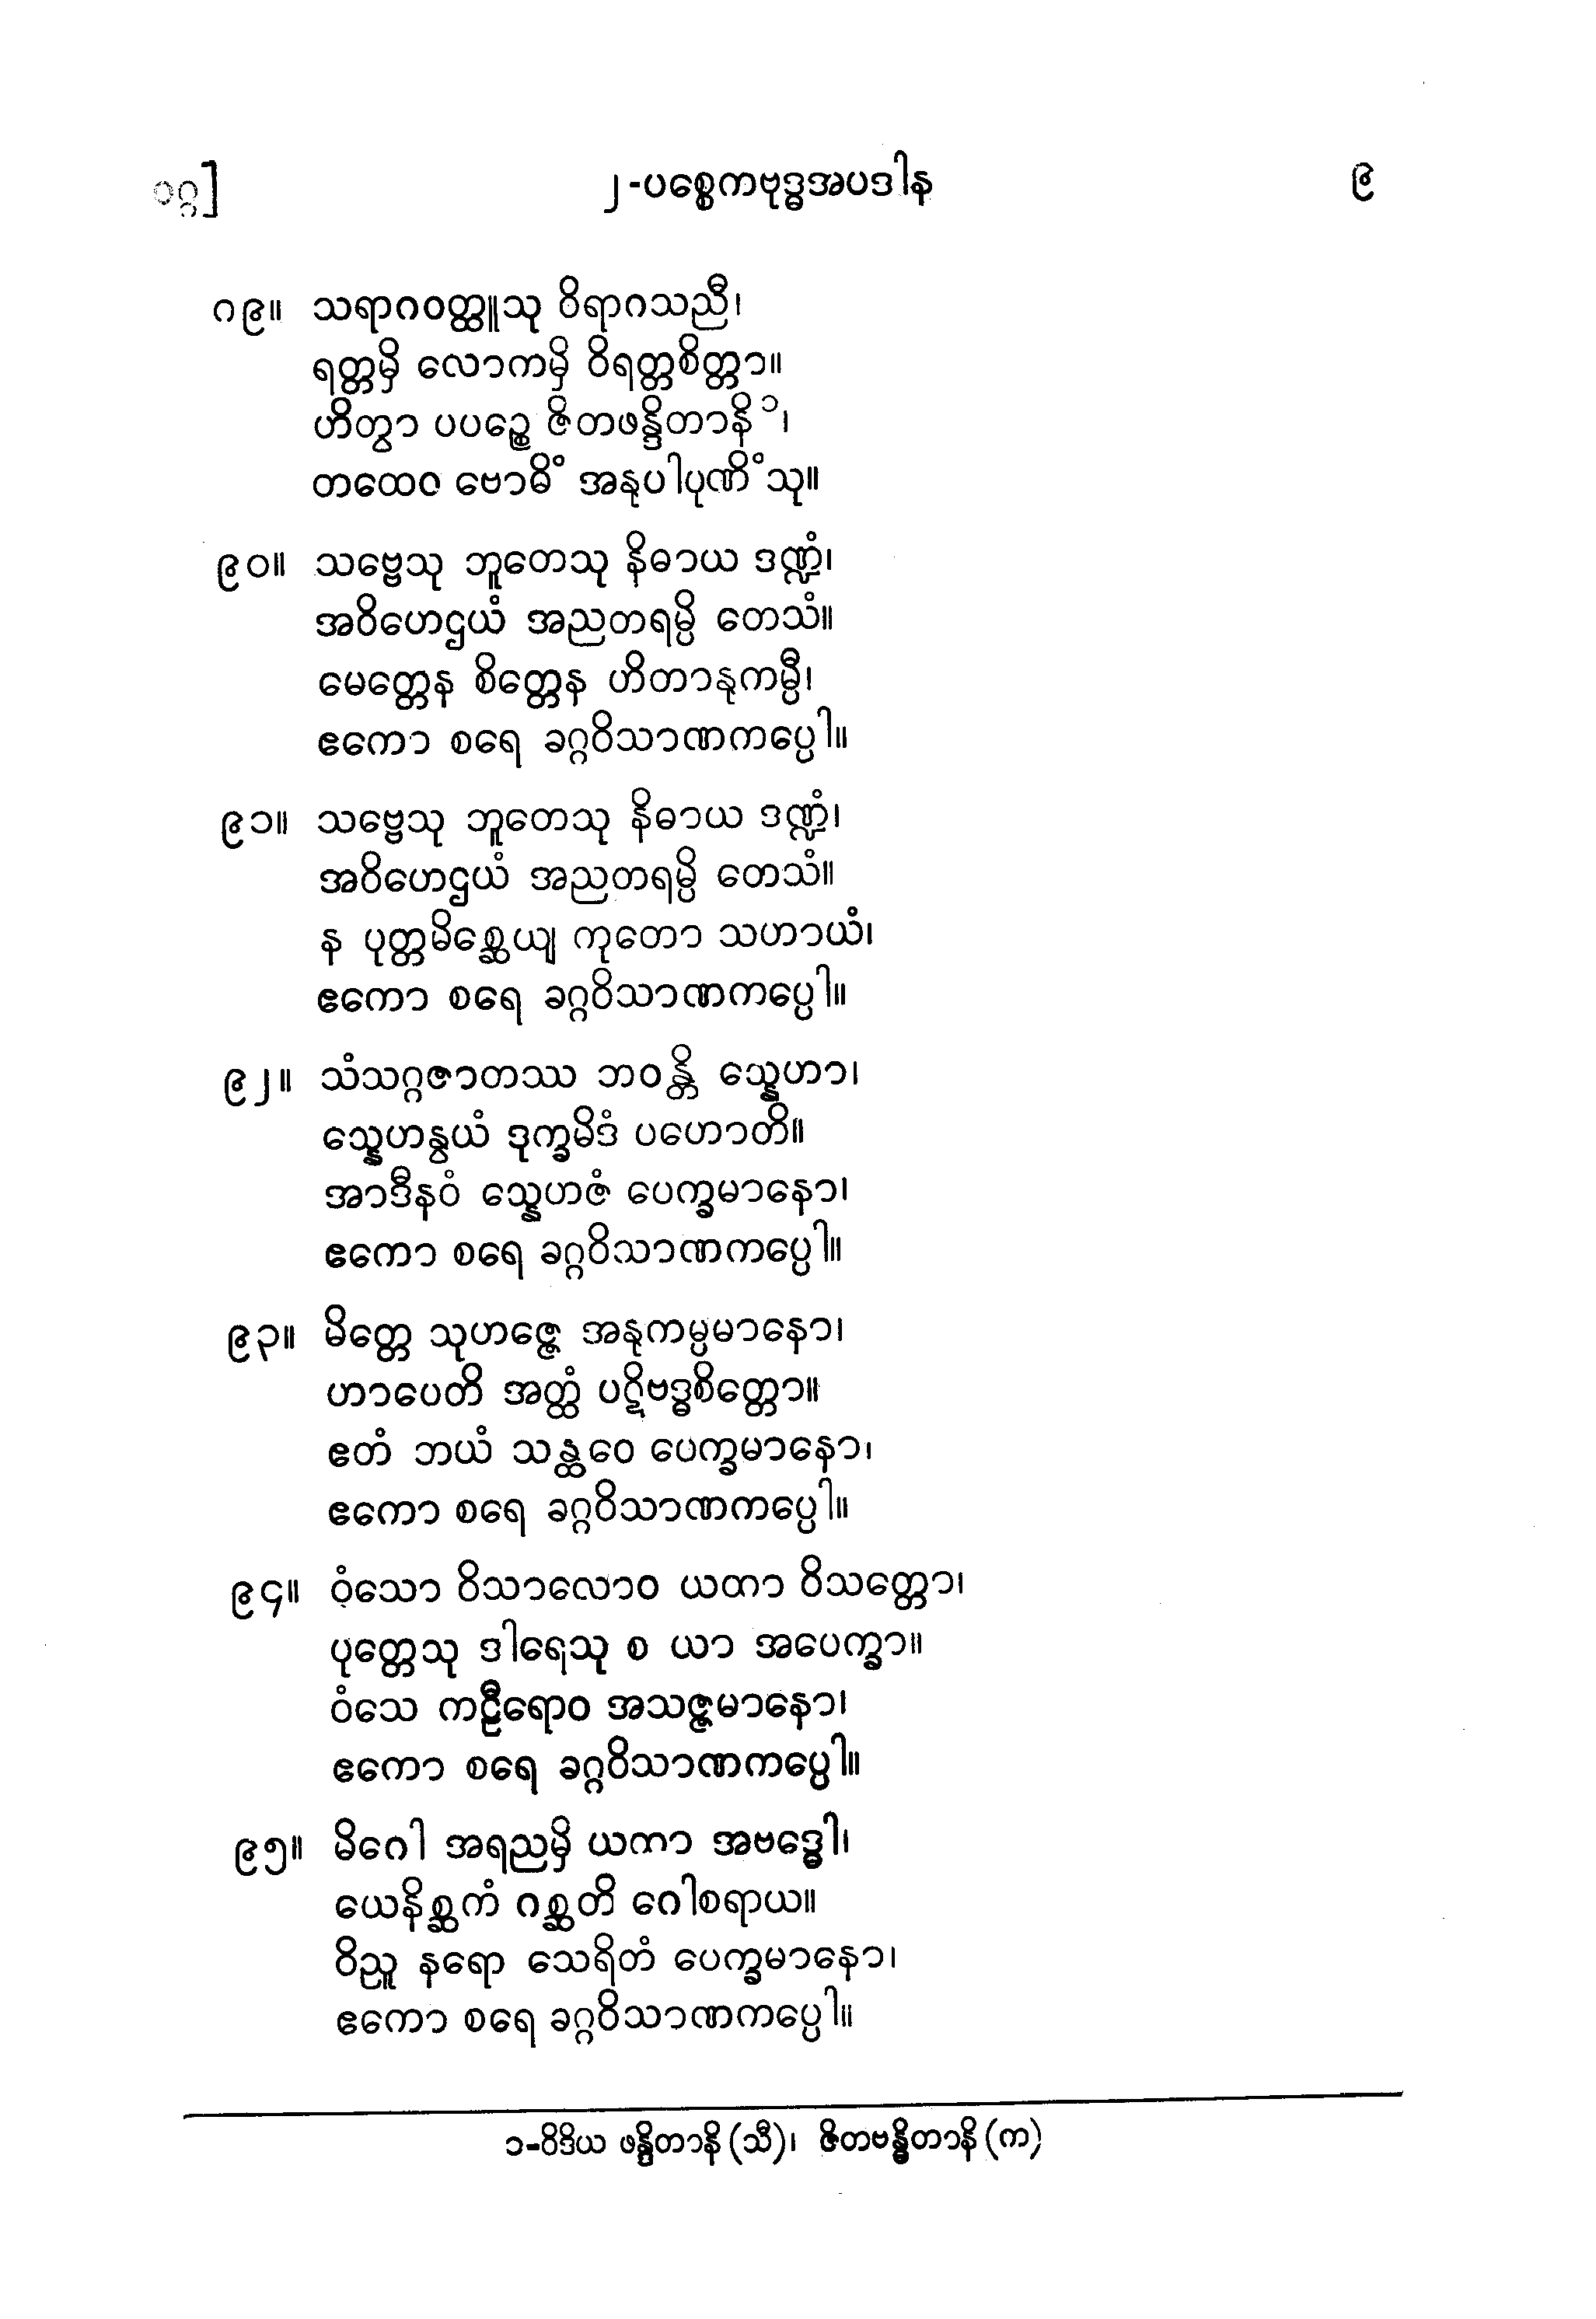 ၁ဂ္ဂ] ၂-ပစ္စေကဗုဒ္ဓအပဒါန ၉
ဂ၉။ သရာဂဝတ္ထူသု ဝိရာဂသညီ၊
ရတ္တမှိ လောကမှိ ဝိရတ္တစိတ္တာ။
ဟိတွာ ပပဉ္စေ ဇိတဖန္ဒိတာနိ၁၊
တထေဝ ဗောဓိံ အနုပါပုဏိံသု။
၉၀။ သဗ္ဗေသု ဘူတေသု နိဓာယ ဒဏ္ဍံ၊
အဝိဟေဌယံ အညတရမ္ပိ တေသံ။
မေတ္တေန စိတ္တေန ဟိတာနုကမ္ပီ၊
ဧကော စရေ ခဂ္ဂဝိသာဏကပ္ပေါ။
၉၁။ သဗ္ဗေသု ဘူတေသု နိဓာယ ဒဏ္ဍံ၊
အဝိဟေဌယံ အညတရမ္ပိ တေသံ။
န ပုတ္တမိစ္ဆေယျ ကုတော သဟာယံ၊
ဧကော စရေ ခဂ္ဂဝိသာဏကပ္ပေါ။
၉၂။ သံသဂ္ဂဇာတဿ ဘဝန္တိ သ္နေဟာ၊
သ္နေဟန္ဝယံ ဒုက္ခမိဒံ ပဟောတိ။
အာဒီနဝံ သ္နေဟဇံ ပေက္ခမာနော၊
ဧကော စရေ ခဂ္ဂဝိသာဏကပ္ပေါ။
၉၃။ မိတ္တေ သုဟဇ္ဇေ အနုကမ္ပမာနော၊
ဟာပေတိ အတ္ထံ ပဋိဗဒ္ဓစိတ္တော။
ဧတံ ဘယံ သန္ထဝေ ပေက္ခမာနော၊
ဧကော စရေ ခဂ္ဂဝိသာဏကပ္ပေါ။
၉၄။ ဝံသော ဝိသာလောဝ ယထာ ဝိသတ္တော၊
ပုတ္တေသု ဒါရေသု စ ယာ အပေက္ခာ။
ဝံသေ ကဠီရောဝ အသဇ္ဇမာနော၊
ဧကော စရေ ခဂ္ဂဝိသာဏကပ္ပေါ။
၉၅။ မိဂေါ အရညမှိ ယထာ အဗဒ္ဓေါ၊
ယေနိစ္ဆကံ ဂစ္ဆတိ ဂေါစရာယ။
ဝိညူ နရော သေရိတံ ပေက္ခမာနော၊
ဧကော စရေ ခဂ္ဂဝိသာဏကပ္ပေါ။
၁-ဝိဒိယ ဖန္ဒိတာနိ (သီ)၊ ဇိတဗန္ဓိတာနိ (က)